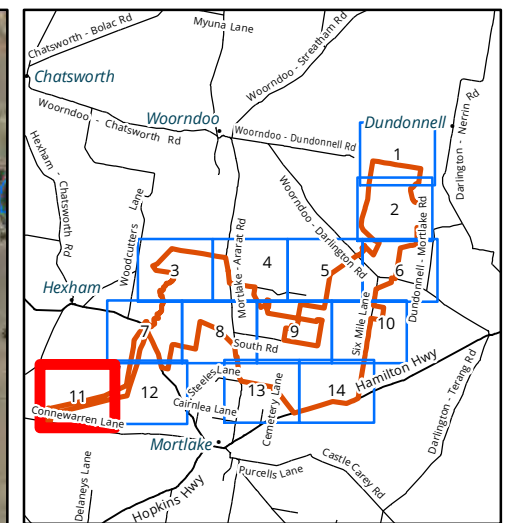 Chatsworth - Bolac Rd
Myuna Lane
Woorndoo - Streatham Rd
Chatsworth
Woorndoo - Chatsworth Rd
Woorndoo
Woorndoo - Dundonnell Rd
Dundonnell
Darlington - Nerrin Rd
Hexham - Chatsworth Rd
Woodcutters Lane
Mortlake - Ararat Rd
Woorndoo - Darlington Rd
Dundonnell - Mortlake Rd
1
2
3
4
5
6
Hexham
Six Mile Lane
7
8
9
10
South Rd
Hamilton Hwy
Darlington - Terang Rd
11
12
13
14
Steeles Lane
Cairnlea Lane
Cemetery Lane
Connewarren Lane
Mortlake
Delaneys Lane
Hopkins Hwy
Purcells Lane
Castle Carey Rd